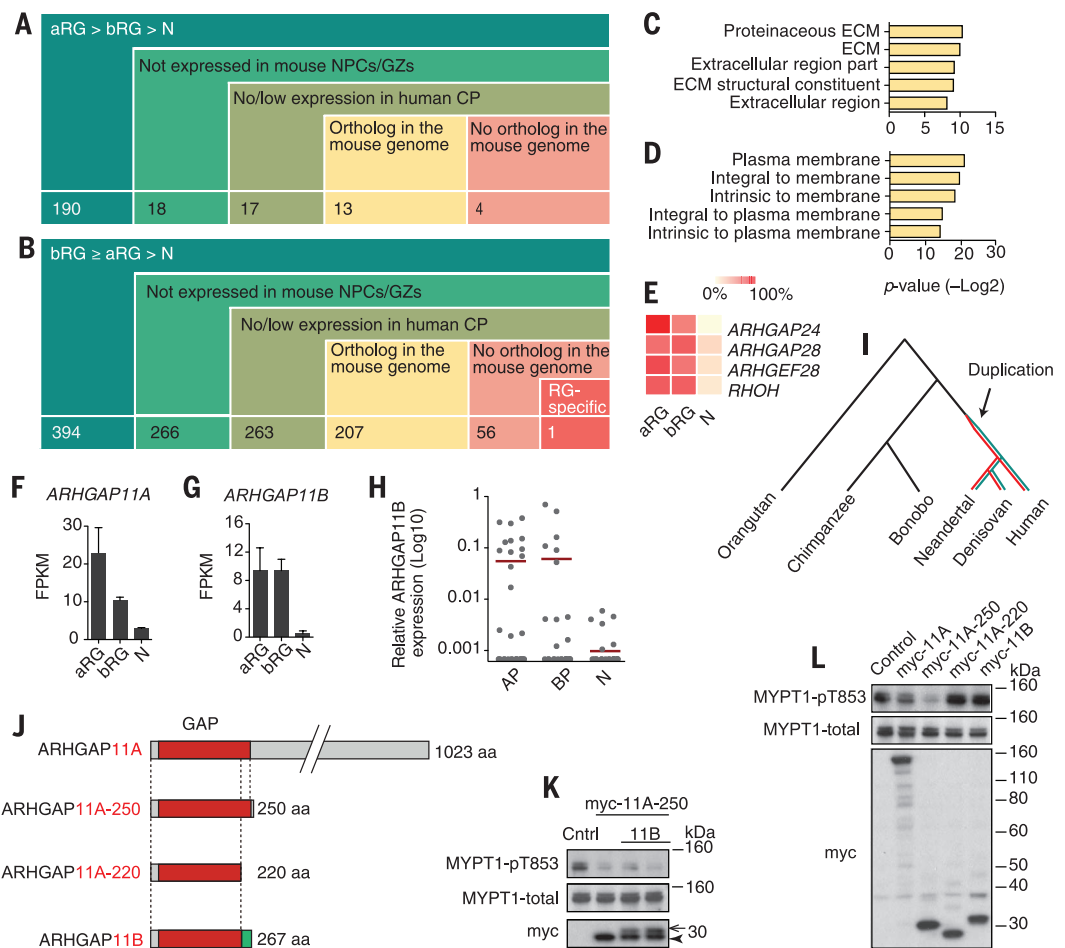 A
aRG > bRG > N
Not expressed in mouse NPCs/GZs
No/low expression in human CP
Ortholog in the
mouse genome
No ortholog in the
mouse genome
190
18
17
13
4
B
bRG ≥ aRG > N
Not expressed in mouse NPCs/GZs
No/low expression in human CP
Ortholog in the
mouse genome
No ortholog in the
mouse genome
RG-
specific
394
266
263
207
56
1
C
Proteinaceous ECM
ECM
Extracellular region part
ECM structural constituent
Extracellular region
0 5 10 15
D
Plasma membrane
Integral to membrane
Intrinsic to membrane
Integral to plasma membrane
Intrinsic to plasma membrane
0 10 20 30
p-value (–Log2)
E
0% 100%
ARHGAP24
ARHGAP28
ARHGEF28
RHOH
aRG
bRG
N
F
ARHGAP11A
FPKM
30
20
10
0
aRG
bRG
N
G
ARHGAP11B
FPKM
16
12
8
4
0
aRG
bRG
N
H
Relative ARHGAP11B
expression (Log10)
1
0.1
0.01
0.001
AP
BP
N
I
Duplication
Orangutan
Chimpanzee
Bonobo
Neandertal
Denisovan
Human
J
GAP
ARHGAP11A
1023 aa
ARHGAP11A-250
250 aa
ARHGAP11A-220
220 aa
ARHGAP11B
267 aa
K
myc-11A-250
Cntrl
11B
kDa
160
MYPT1-pT853
MYPT1-total
160
myc
30
L
Control
myc-11A
myc-11A-250
myc-11A-220
myc-11B
kDa
MYPT1-pT853
160
MYPT1-total
160
myc
160
110
80
60
50
40
30